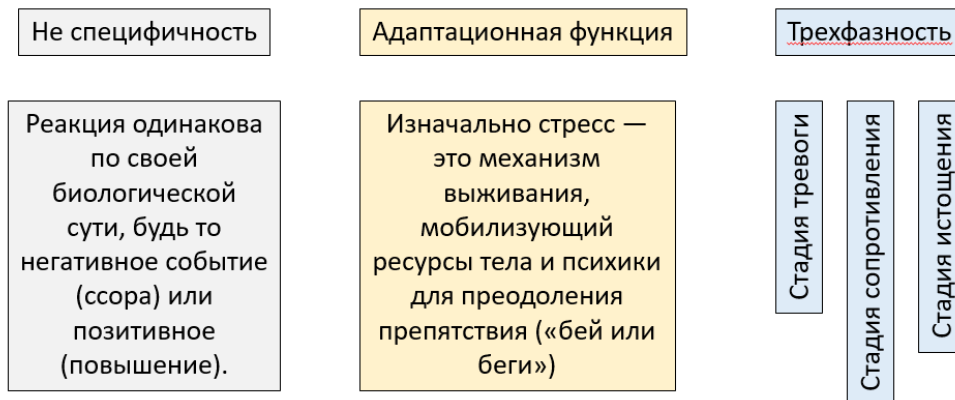 Не специфичность
Адаптационная функция
Трехфазность
Реакция одинакова
по своей
биологической
сути, будь то
негативное событие
(ссора) или
позитивное
(повышение).
Изначально стресс —
это механизм
выживания,
мобилизующий
ресурсы тела и психики
для преодоления
препятствия («бей или
беги»)
Стадия тревоги
Стадия сопротивления
Стадия истощения